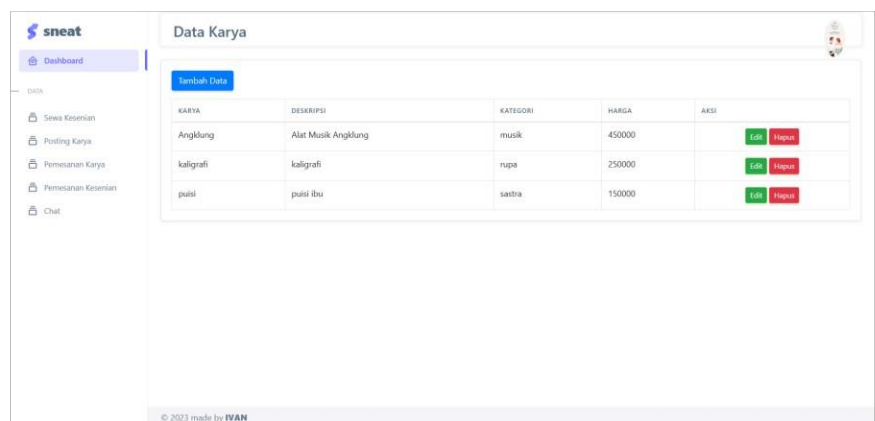 sneat
Dashboard
DATA
Sewa Kesenian
Posting Karya
Pemesanan Karya
Pemesanan Kesenian
Chat
Data Karya
Tambah Data
KARYA DESKRIPSI KATEGORI HARGA AKSI
Angklung Alat Musik Angklung musik 450000 Edit Hapus
kaligrafi kaligrafi rupa 250000 Edit Hapus
puisi puisi ibu sastra 150000 Edit Hapus
© 2023 made by IVAN